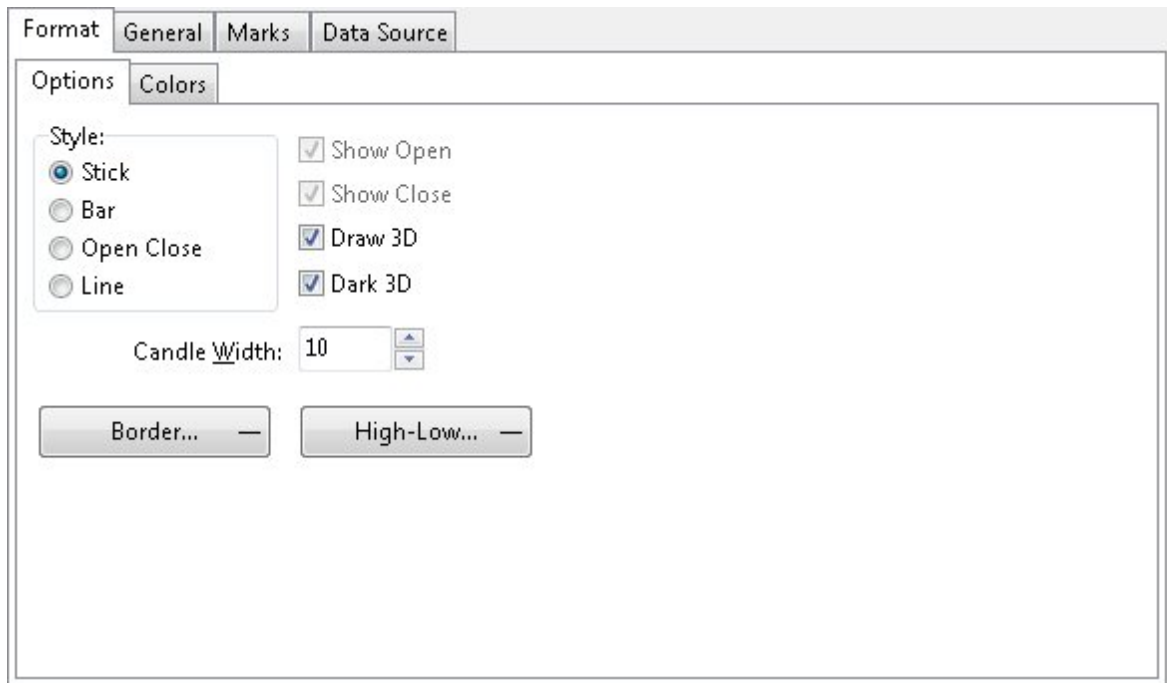 Format General Marks Data Source
Options Colors
Style:
Stick
Bar
Open Close
Line
Show Open
Show Close
Draw 3D
Dark 3D
Candle Width: 10
Border... High-Low...